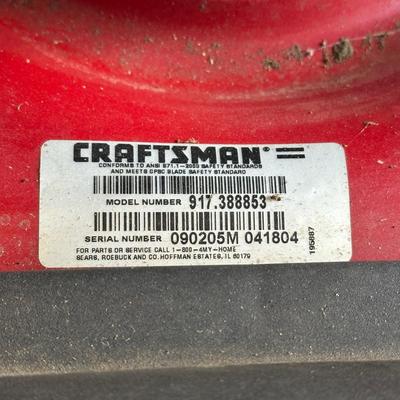 CRAFTSMAN®
CONFORMS TO ANSI B71.1-2003 SAFETY STANDARDS
AND MEETS CPSC BLADE SAFETY STANDARD
MODEL NUMBER 917.388853
SERIAL NUMBER 090205M 041804
FOR PARTS OR SERVICE CALL 1-800-4MY-HOME
SEARS, ROEBUCK AND CO. HOFFMAN ESTATES, IL 60179
195887